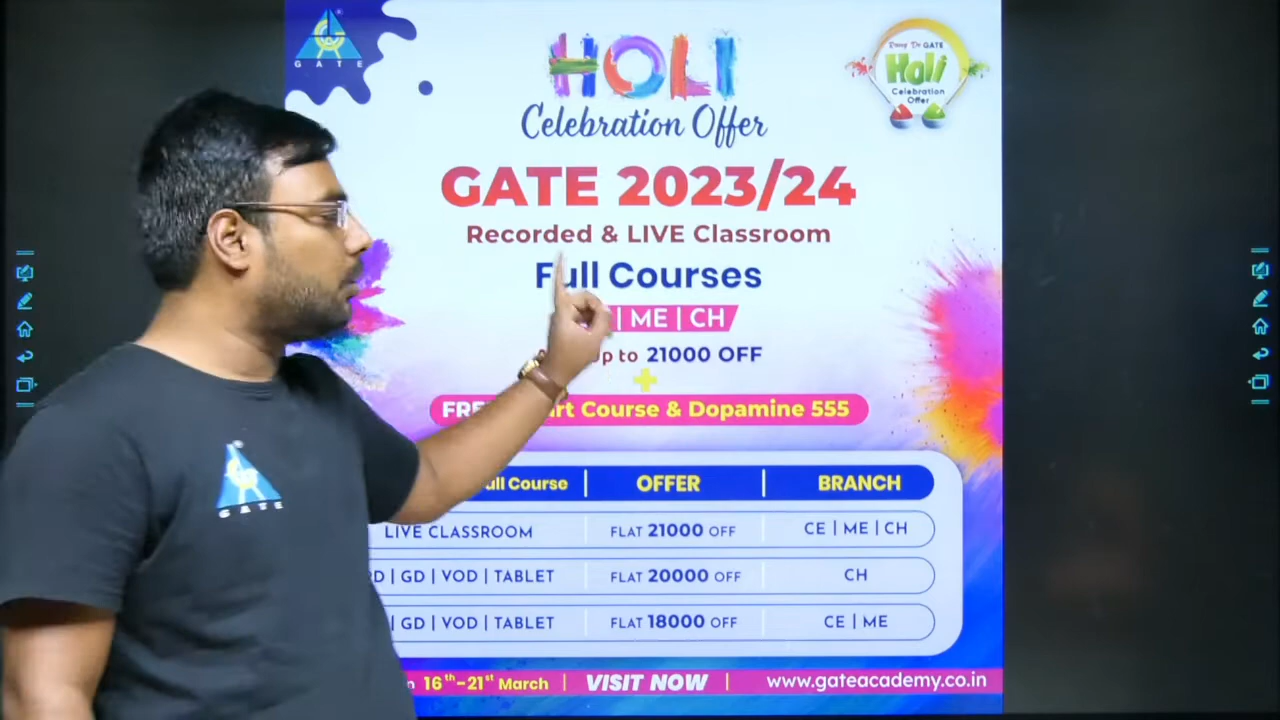 GATE
HOLI
Celebration Offer
Rang De GATE
Holi
Celebration
Offer
GATE 2023/24
Recorded & LIVE Classroom
Full Courses
| ME | CH
to 21000 OFF
+
Course & Dopamine 555
Course | OFFER | BRANCH
LIVE CLASSROOM FLAT 21000 OFF CE | ME | CH
| GD | VOD | TABLET FLAT 20000 OFF CH
| GD | VOD | TABLET FLAT 18000 OFF CE | ME
16th-21st March | VISIT NOW | www.gateacademy.co.in
GATE